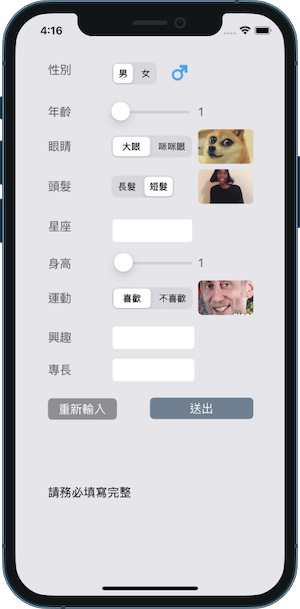 4:16
性別 男 女
年齡 1
眼睛 大眼 咪咪眼
頭髮 長髮 短髮
星座
身高 1
運動 喜歡 不喜歡
興趣
專長
重新輸入 送出
請務必填寫完整